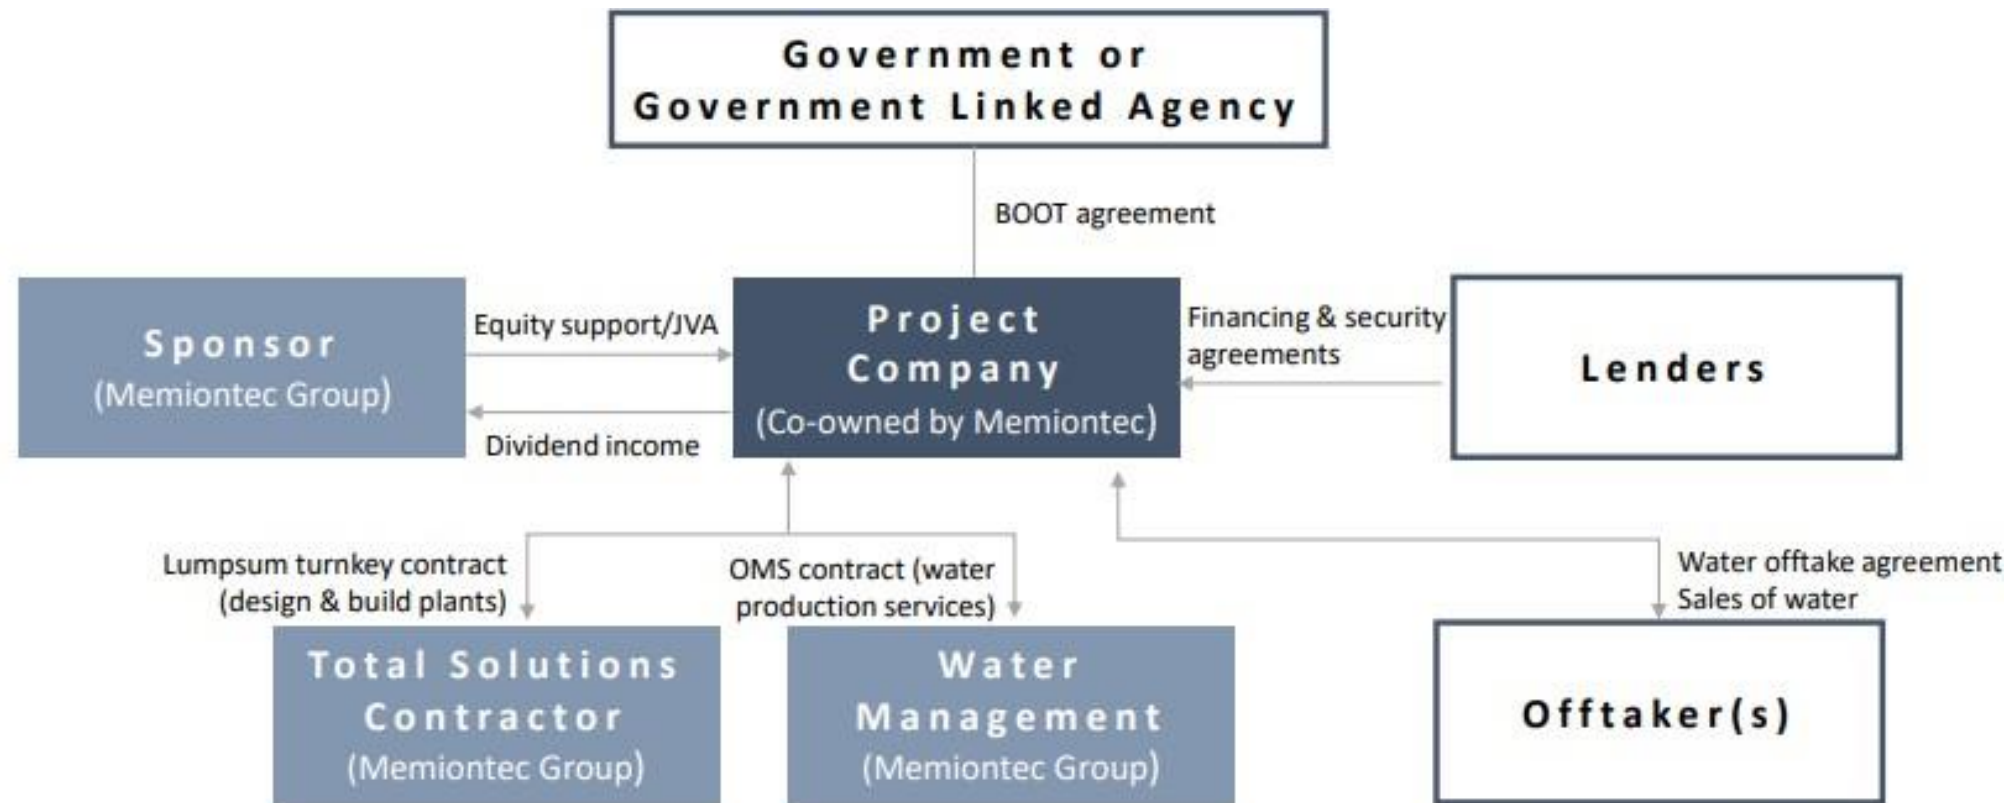 Government or
Government Linked Agency
BOOT agreement
Sponsor
(Memiontec Group)
Equity support/JVA
Dividend income
Project
Company
(Co-owned by Memiontec)
Financing & security
agreements
Lenders
Lumpsum turnkey contract
(design & build plants)
OMS contract (water
production services)
Water offtake agreement
Sales of water
Total Solutions
Contractor
(Memiontec Group)
Water
Management
(Memiontec Group)
Offtaker(s)